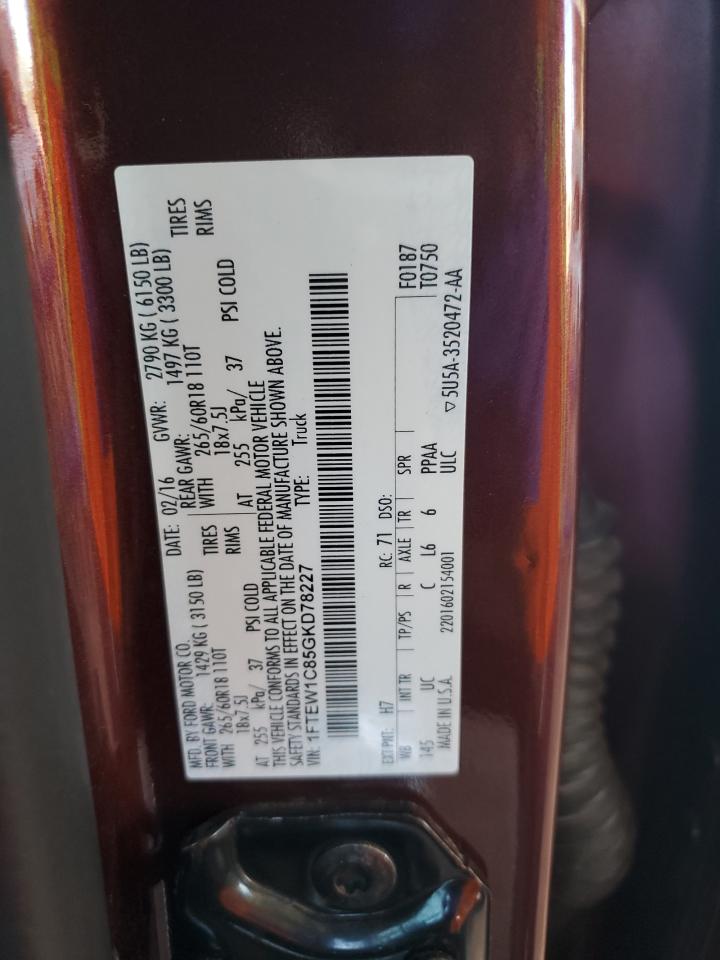 MFD. BY FORD MOTOR CO. DATE: 02/16 GVWR: 2790 KG ( 6150 LB)
FRONT GAWR: 1429 KG ( 3150 LB) REAR GAWR: 1497 KG ( 3300 LB)
WITH 265/60R18 110T TIRES WITH 265/60R18 110T TIRES
18x7.5J RIMS 18x7.5J RIMS
AT 255 kPa/ 37 PSI COLD AT 255 kPa/ 37 PSI COLD
THIS VEHICLE CONFORMS TO ALL APPLICABLE FEDERAL MOTOR VEHICLE
SAFETY STANDARDS IN EFFECT ON THE DATE OF MANUFACTURE SHOWN ABOVE.
VIN: 1FTEW1C85GKD78227 TYPE: Truck
EXT PNT: H7 RC: 71 DSO: F0187
WB INT TR TP/PS R AXLE TR SPR T0750
145 UC C L6 6 PPAA
MADE IN U.S.A. 2201602154001 ULC ▽5U5A-3520472-AA